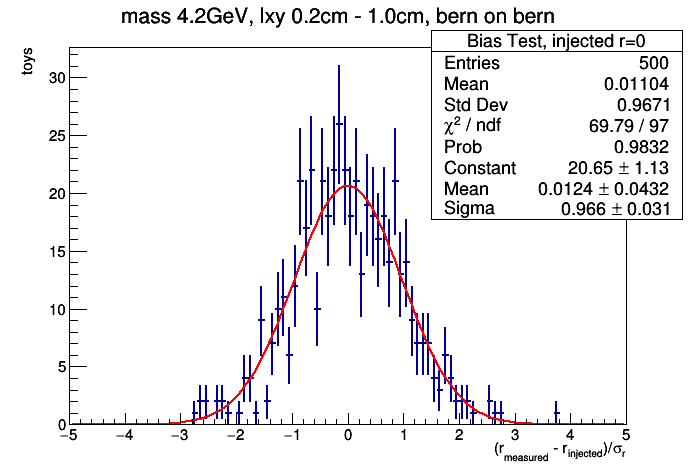 mass 4.2GeV, lxy 0.2cm - 1.0cm, bern on bern
Bias Test, injected r=0
Entries 500
Mean 0.01104
Std Dev 0.9671
χ² / ndf 69.79 / 97
Prob 0.9832
Constant 20.65 ± 1.13
Mean 0.0124 ± 0.0432
Sigma 0.966 ± 0.031
toys
30
25
20
15
10
5
0
−5 −4 −3 −2 −1 0 1 2 3 4 5
(r_measured - r_injected)/σ_r